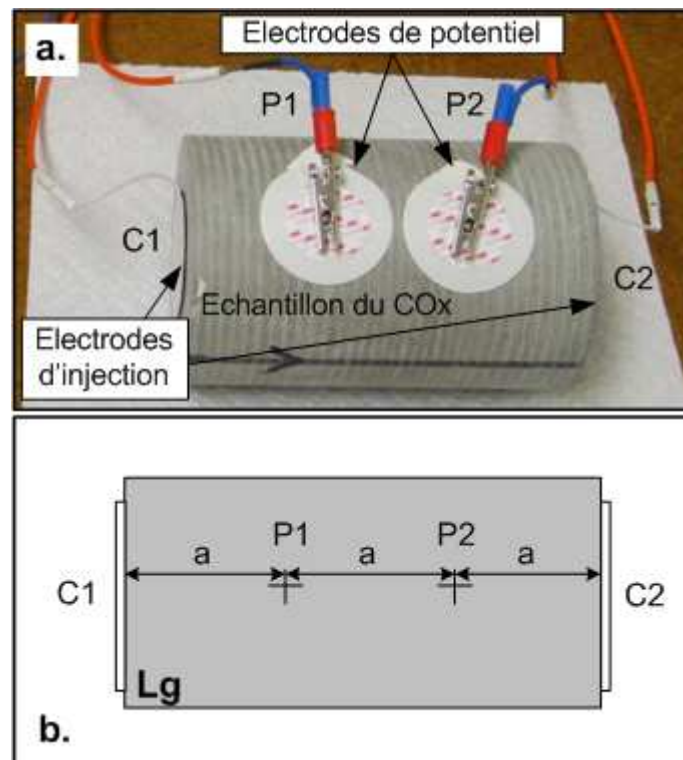 a.
Electrodes de potentiel
P1
P2
C1
C2
Echantillon du COx
Electrodes
d'injection
P1
P2
a
a
a
C1
C2
Lg
b.